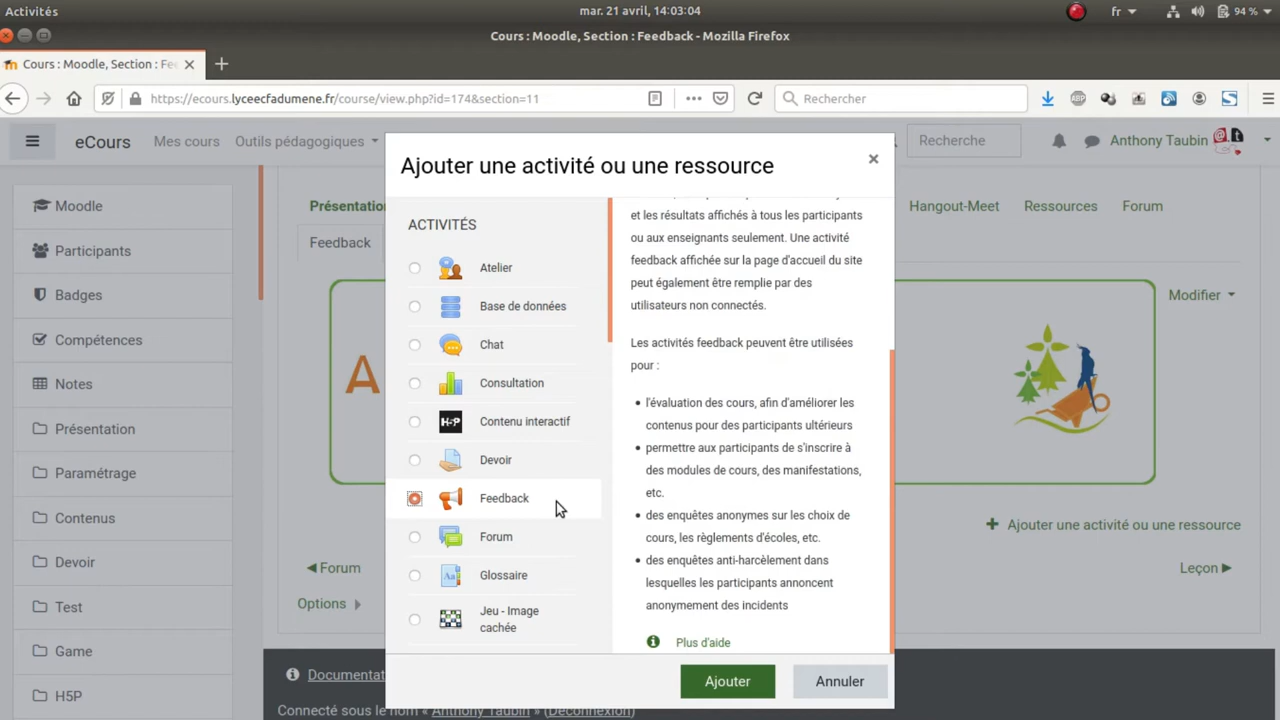 Activités
mar. 21 avril, 14:03:04
fr
94 %
Cours : Moodle, Section : Feedback - Mozilla Firefox
Cours : Moodle, Section : Fee
https://ecours.lyceecfadumene.fr/course/view.php?id=174&section=11
Rechercher
ABP
eCours
Mes cours
Outils pédagogiques
Recherche
Anthony Taubin
Moodle
Participants
Badges
Compétences
Notes
Présentation
Paramétrage
Contenus
Devoir
Test
Game
H5P
Présentation
Hangout-Meet
Ressources
Forum
Feedback
A
Modifier
Ajouter une activité ou une ressource
Forum
Leçon
Options
Documentat
Connecté sous le nom « Anthony Taubin » (Déconnexion)
Ajouter une activité ou une ressource
×
ACTIVITÉS
Atelier
Base de données
Chat
Consultation
H5P
Contenu interactif
Devoir
Feedback
Forum
Aa
Glossaire
Jeu - Image
cachée
et les résultats affichés à tous les participants
ou aux enseignants seulement. Une activité
feedback affichée sur la page d'accueil du site
peut également être remplie par des
utilisateurs non connectés.
Les activités feedback peuvent être utilisées
pour :
• l'évaluation des cours, afin d'améliorer les
contenus pour des participants ultérieurs
• permettre aux participants de s'inscrire à
des modules de cours, des manifestations,
etc.
• des enquêtes anonymes sur les choix de
cours, les règlements d'écoles, etc.
• des enquêtes anti-harcèlement dans
lesquelles les participants annoncent
anonymement des incidents
Plus d'aide
Ajouter
Annuler